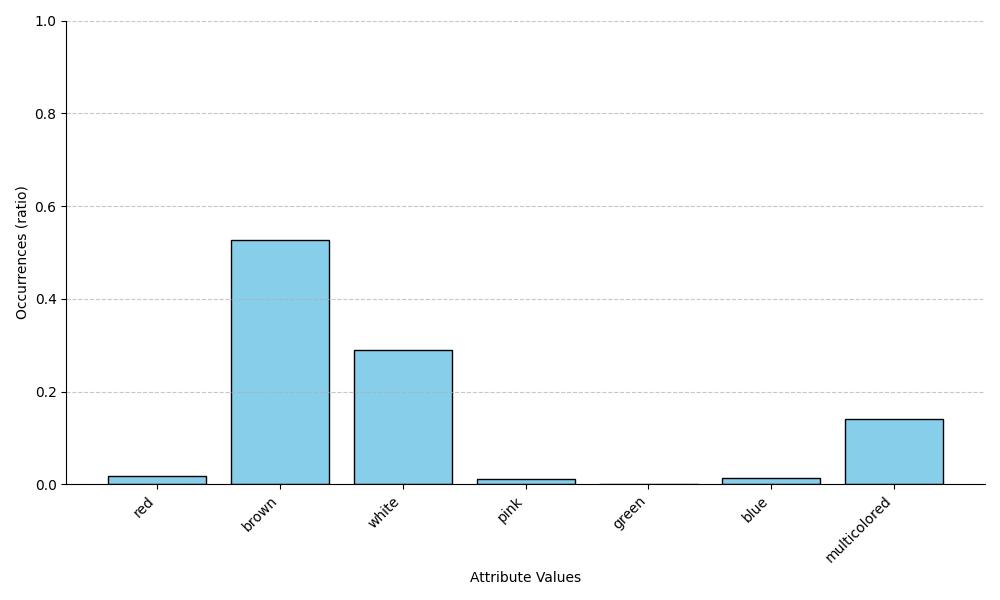 1.0
0.8
0.6
0.4
0.2
0.0
Occurrences (ratio)
red
brown
white
pink
green
blue
multicolored
Attribute Values